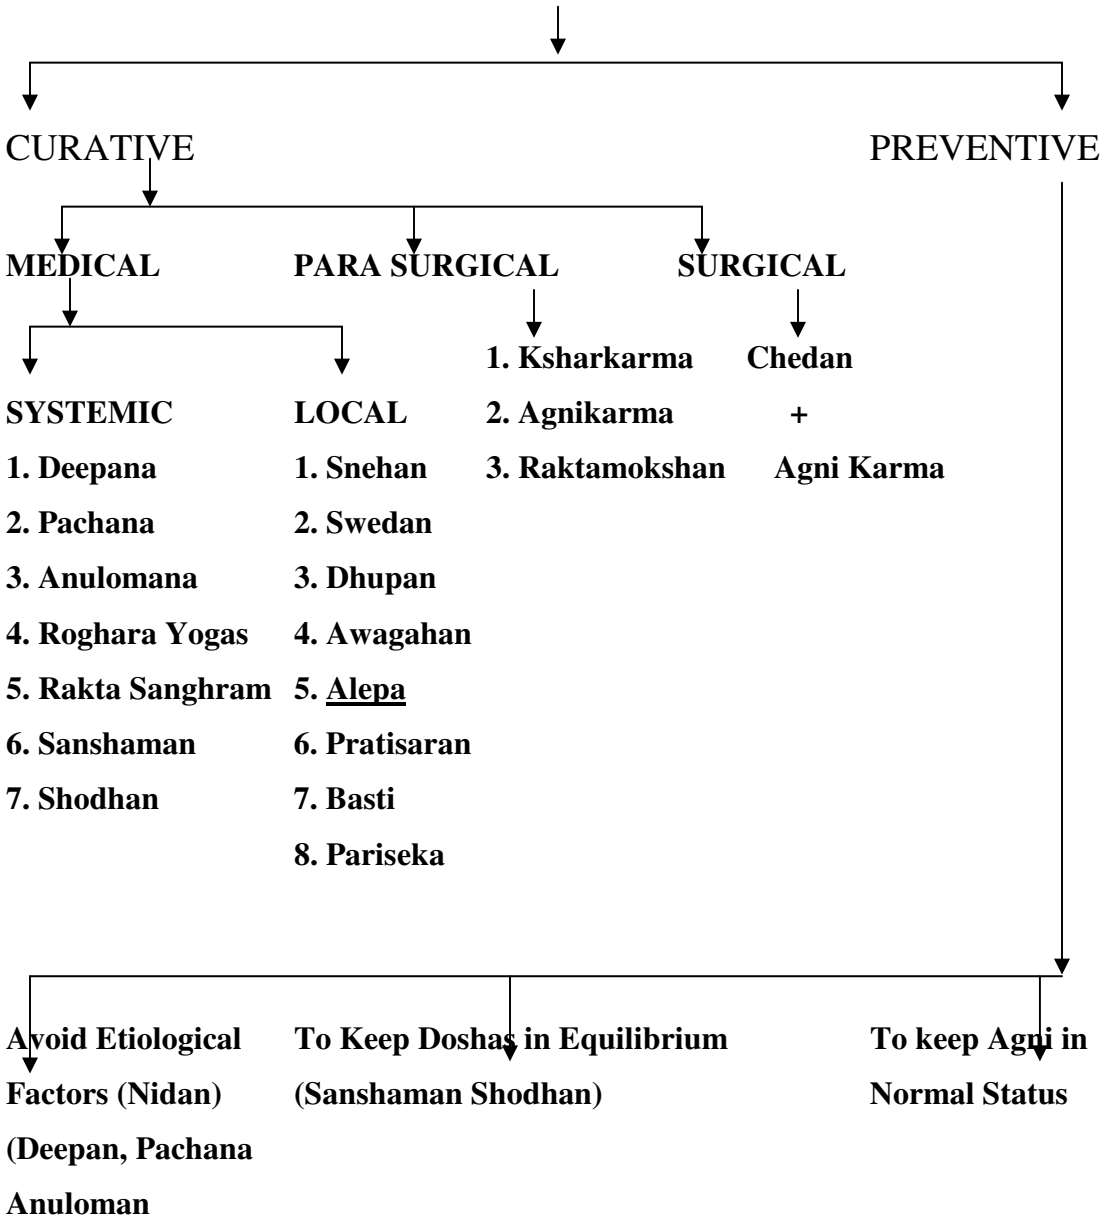 CURATIVE PREVENTIVE
MEDICAL PARA SURGICAL SURGICAL
1. Ksharkarma Chedan
SYSTEMIC LOCAL 2. Agnikarma +
1. Deepana 1. Snehan 3. Raktamokshan Agni Karma
2. Pachana 2. Swedan
3. Anulomana 3. Dhupan
4. Roghara Yogas 4. Awagahan
5. Rakta Sanghram 5. Alepa
6. Sanshaman 6. Pratisaran
7. Shodhan 7. Basti
8. Pariseka
Avoid Etiological To Keep Doshas in Equilibrium To keep Agni in
Factors (Nidan) (Sanshaman Shodhan) Normal Status
(Deepan, Pachana
Anuloman